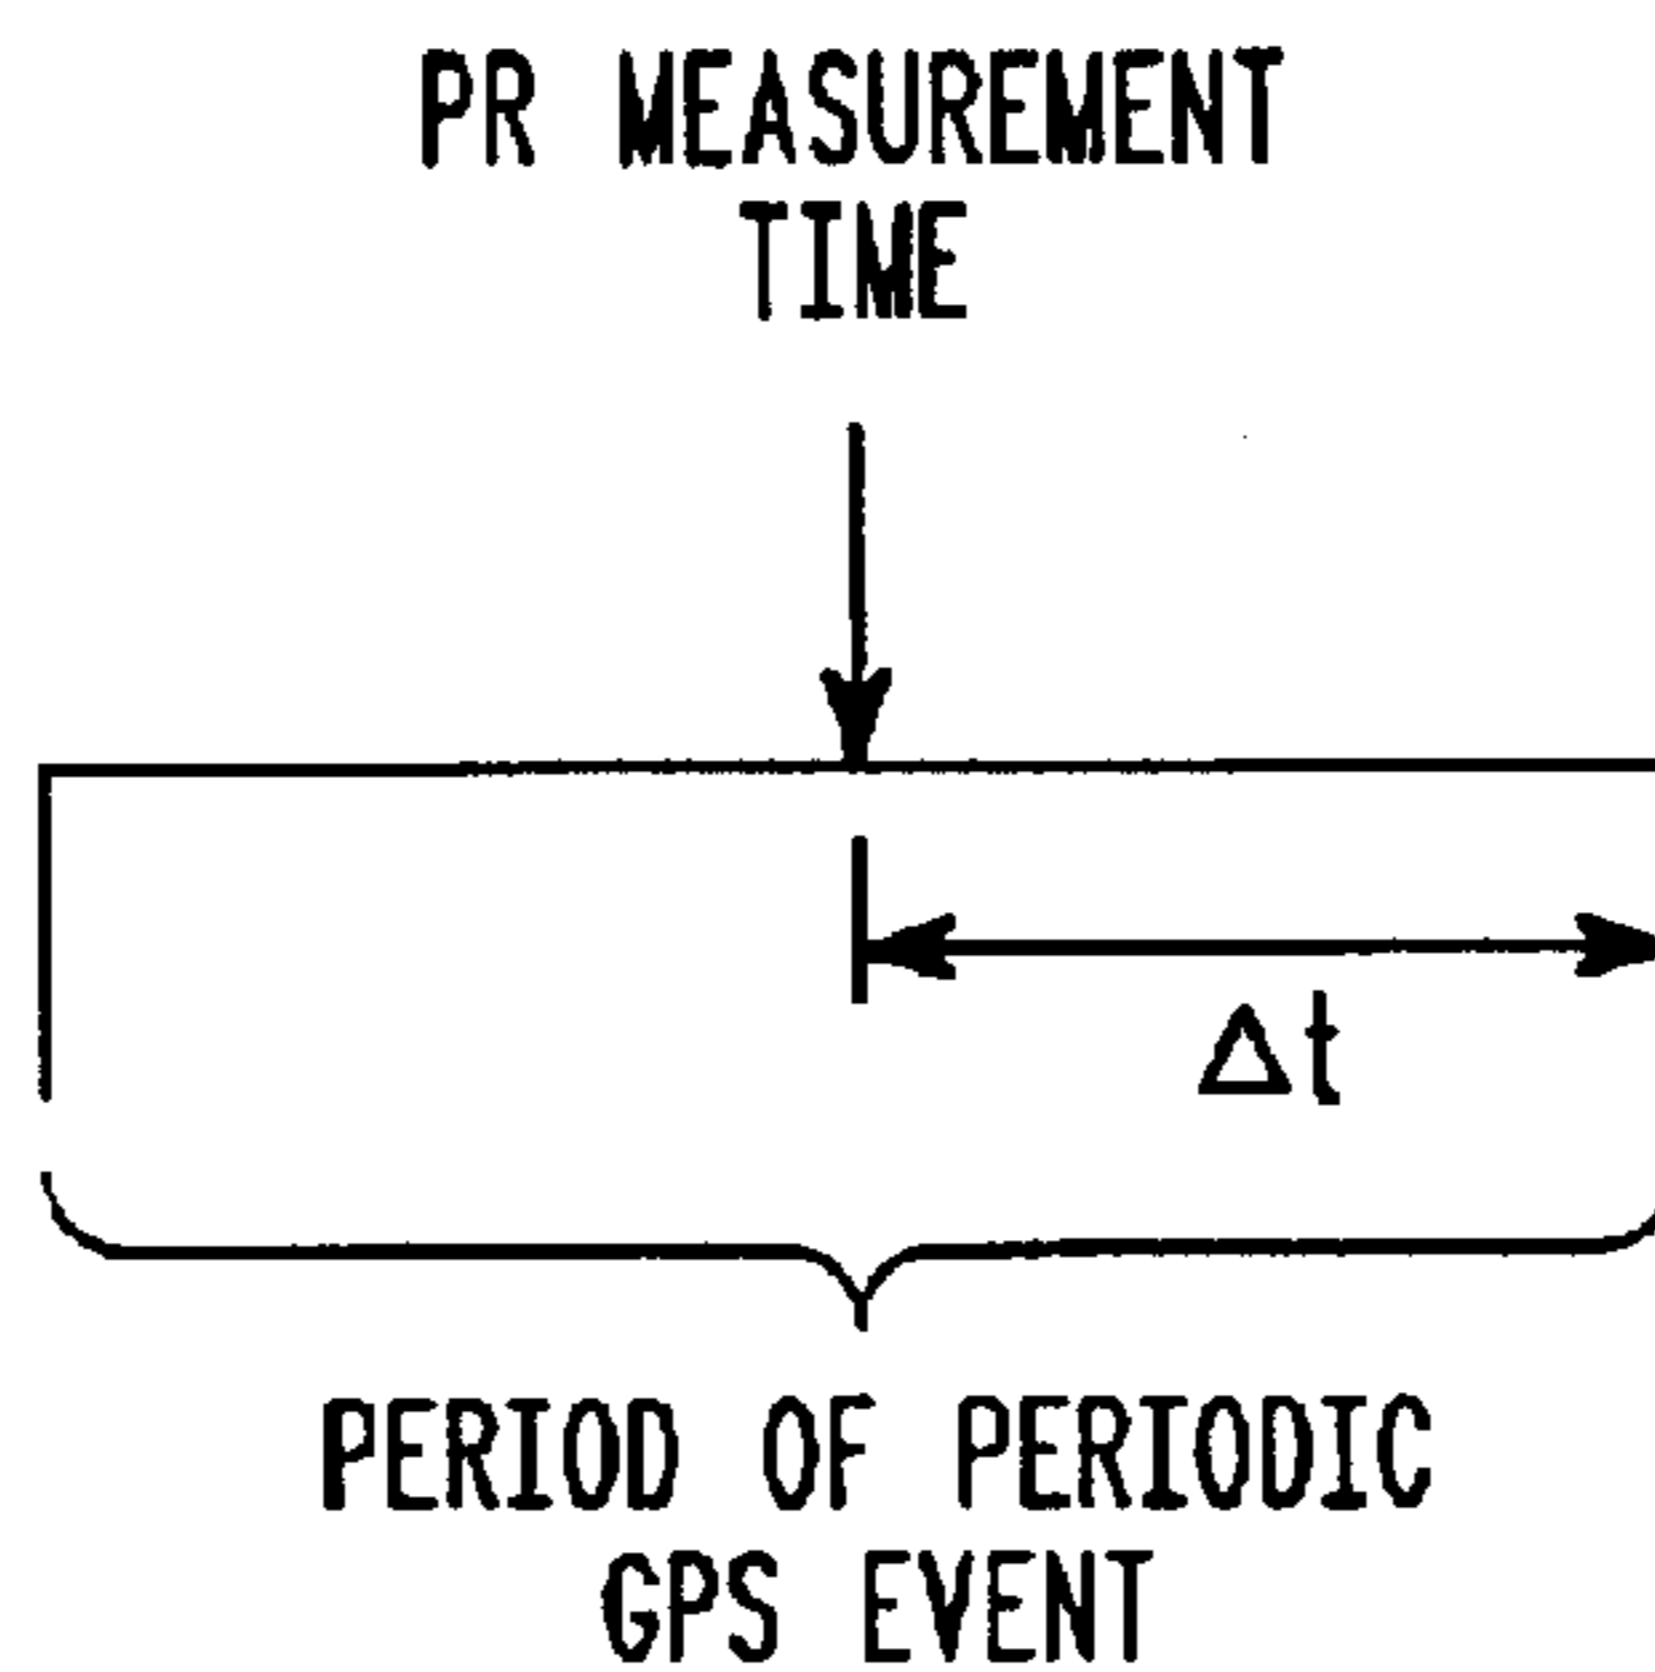 PR MEASUREMENT
TIME
Δt
PERIOD OF PERIODIC
GPS EVENT